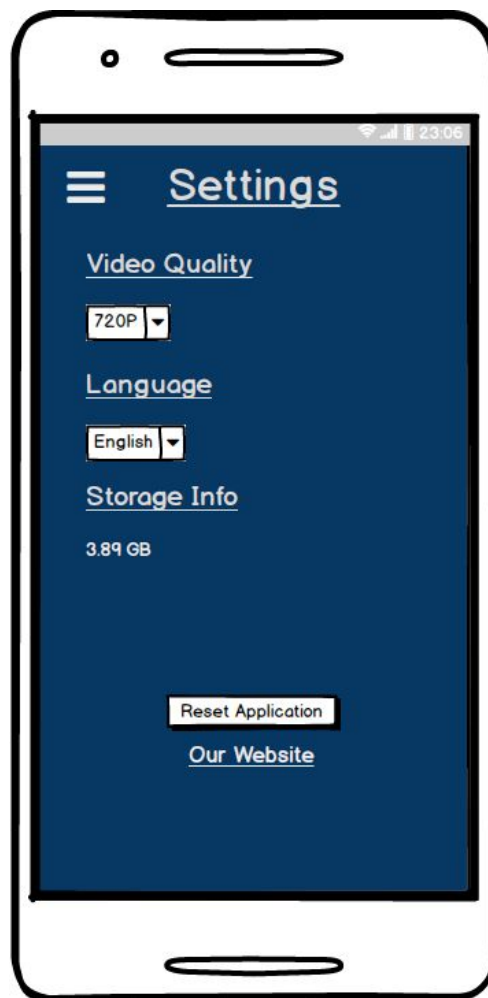 23:06
Settings
Video Quality
720P
Language
English
Storage Info
3.89 GB
Reset Application
Our Website